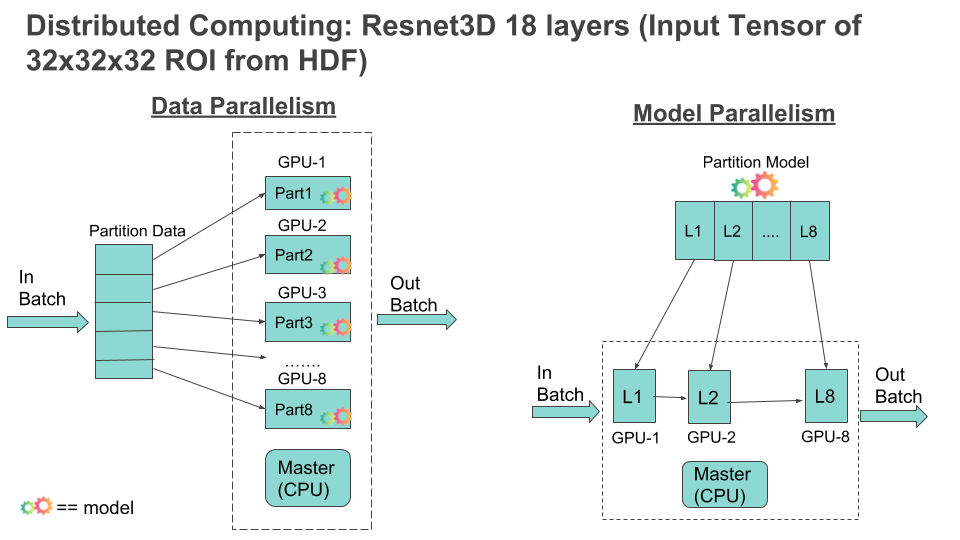 Distributed Computing: Resnet3D 18 layers (Input Tensor of
32x32x32 ROI from HDF)
Data Parallelism
GPU-1
Part1
GPU-2
Part2
Partition Data
GPU-3
Part3
.......
GPU-8
Part8
In
Batch
Out
Batch
Master
(CPU)
== model
Model Parallelism
Partition Model
L1
L2
....
L8
In
Batch
L1
L2
L8
GPU-1
GPU-2
GPU-8
Out
Batch
Master
(CPU)